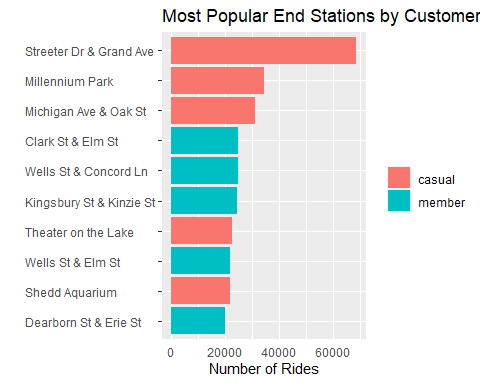 Most Popular End Stations by Customer
Streeter Dr & Grand Ave
Millennium Park
Michigan Ave & Oak St
Clark St & Elm St
Wells St & Concord Ln
Kingsbury St & Kinzie St
Theater on the Lake
Wells St & Elm St
Shedd Aquarium
Dearborn St & Erie St
casual
member
0 20000 40000 60000
Number of Rides